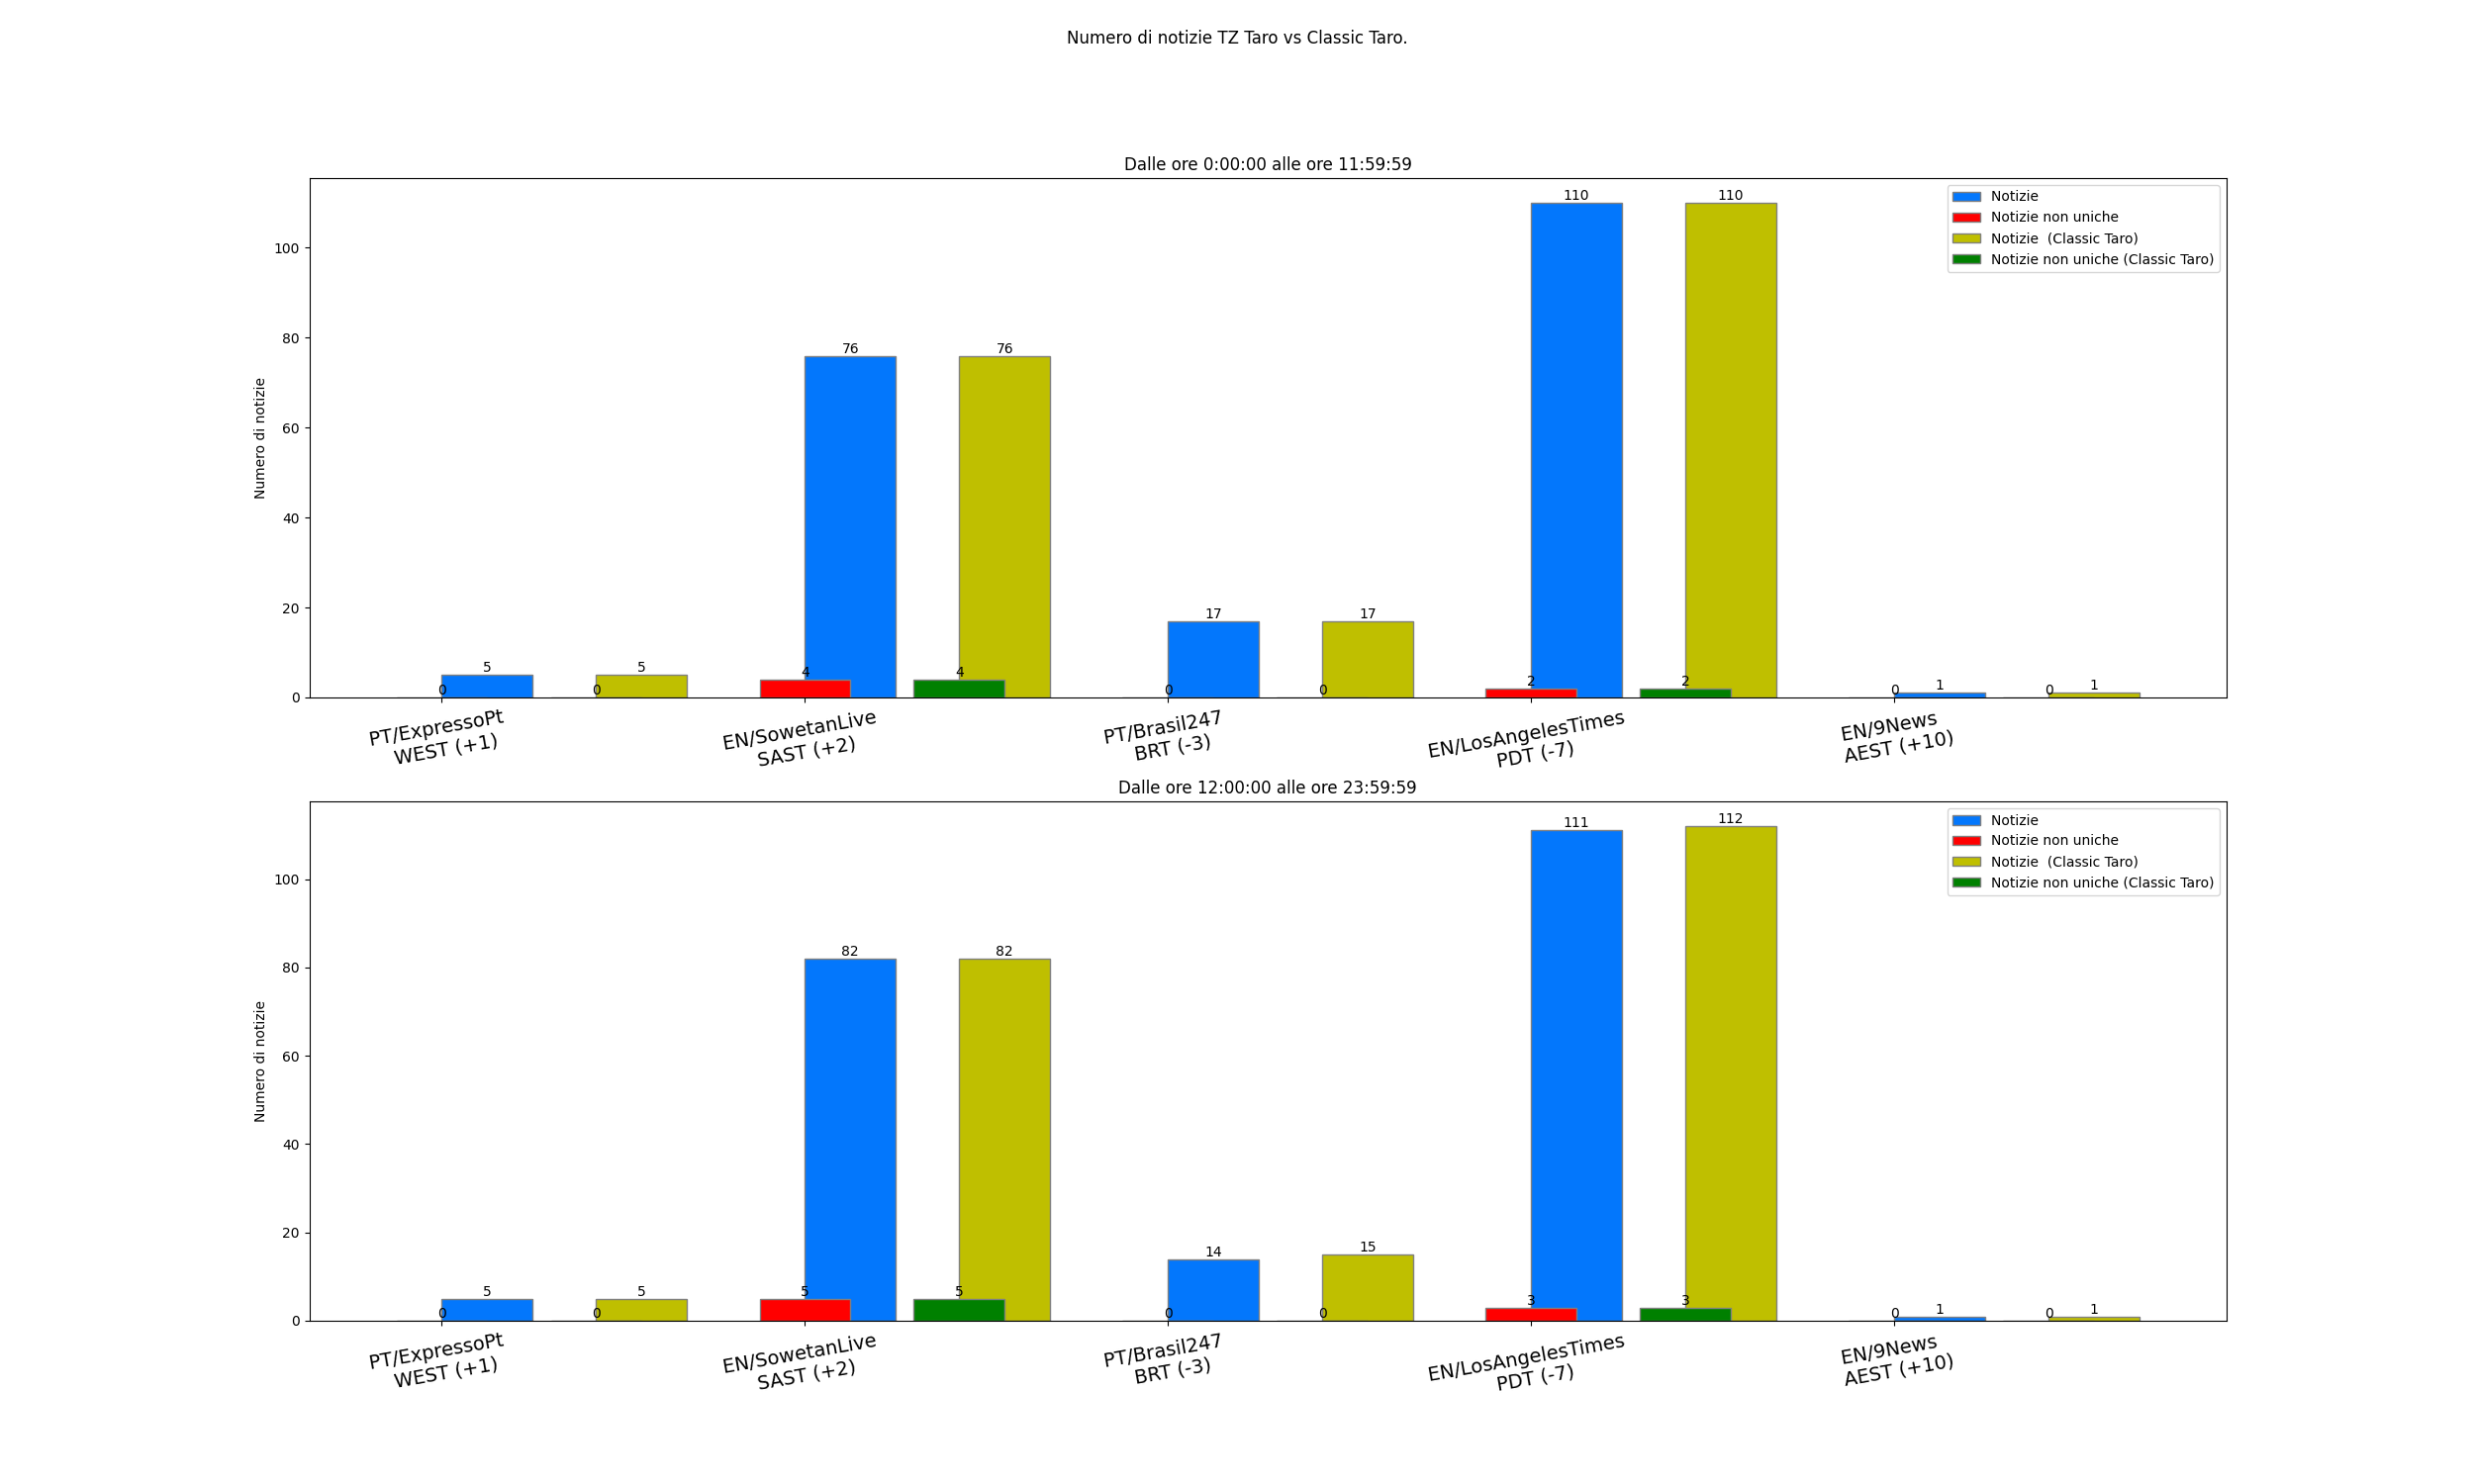 Numero di notizie TZ Taro vs Classic Taro.
Dalle ore 0:00:00 alle ore 11:59:59
Numero di notizie
100
80
60
40
20
0
Notizie
Notizie non uniche
Notizie  (Classic Taro)
Notizie non uniche (Classic Taro)
110 110
76 76
17 17
5 5
4 4
2 2
1 1
0 0 0 0 0 0
PT/ExpressoPt
WEST (+1)
EN/SowetanLive
SAST (+2)
PT/Brasil247
BRT (-3)
EN/LosAngelesTimes
PDT (-7)
EN/9News
AEST (+10)
Dalle ore 12:00:00 alle ore 23:59:59
Numero di notizie
100
80
60
40
20
0
Notizie
Notizie non uniche
Notizie  (Classic Taro)
Notizie non uniche (Classic Taro)
111 112
82 82
14 15
5 5 5 5
3 3
1 1
0 0 0 0 0 0
PT/ExpressoPt
WEST (+1)
EN/SowetanLive
SAST (+2)
PT/Brasil247
BRT (-3)
EN/LosAngelesTimes
PDT (-7)
EN/9News
AEST (+10)